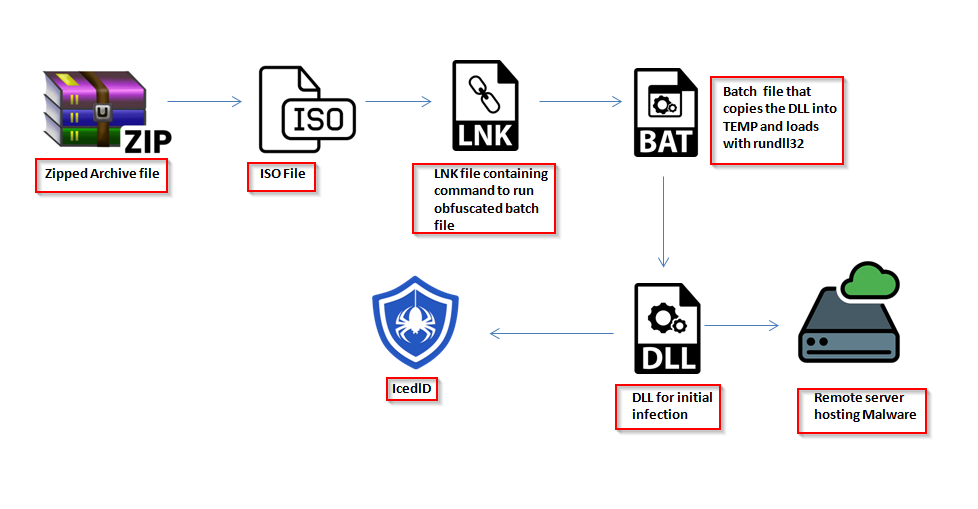 ZIP
Zipped Archive file
ISO
ISO File
LNK
LNK file containing
command to run
obfuscated batch
file
BAT
Batch file that
copies the DLL into
TEMP and loads
with rundll32
IcedID
DLL
DLL for initial
infection
Remote server
hosting Malware